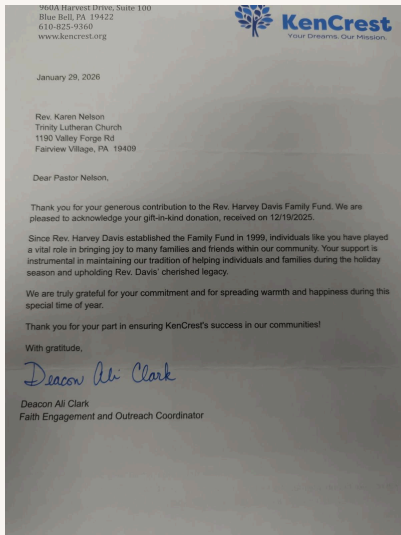 960A Harvest Drive, Suite 100
Blue Bell, PA 19422
610-825-9360
www.kencrest.org
KenCrest
Your Dreams. Our Mission.
January 29, 2026
Rev. Karen Nelson
Trinity Lutheran Church
1190 Valley Forge Rd
Fairview Village, PA 19409
Dear Pastor Nelson,
Thank you for your generous contribution to the Rev. Harvey Davis Family Fund. We are
pleased to acknowledge your gift-in-kind donation, received on 12/19/2025.
Since Rev. Harvey Davis established the Family Fund in 1999, individuals like you have played
a vital role in bringing joy to many families and friends within our community. Your support is
instrumental in maintaining our tradition of helping individuals and families during the holiday
season and upholding Rev. Davis' cherished legacy.
We are truly grateful for your commitment and for spreading warmth and happiness during this
special time of year.
Thank you for your part in ensuring KenCrest's success in our communities!
With gratitude,
Deacon Ali Clark
Deacon Ali Clark
Faith Engagement and Outreach Coordinator